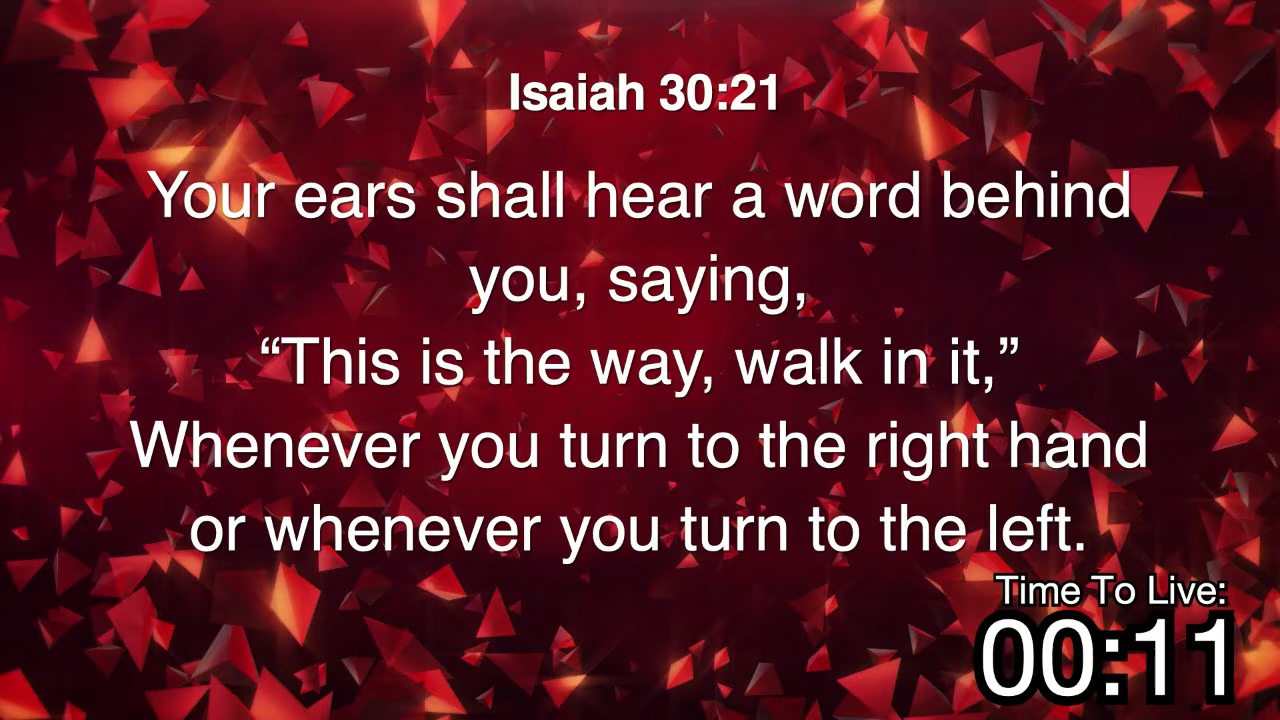 Isaiah 30:21
Your ears shall hear a word behind
you, saying,
“This is the way, walk in it,”
Whenever you turn to the right hand
or whenever you turn to the left.
Time To Live:
00:11